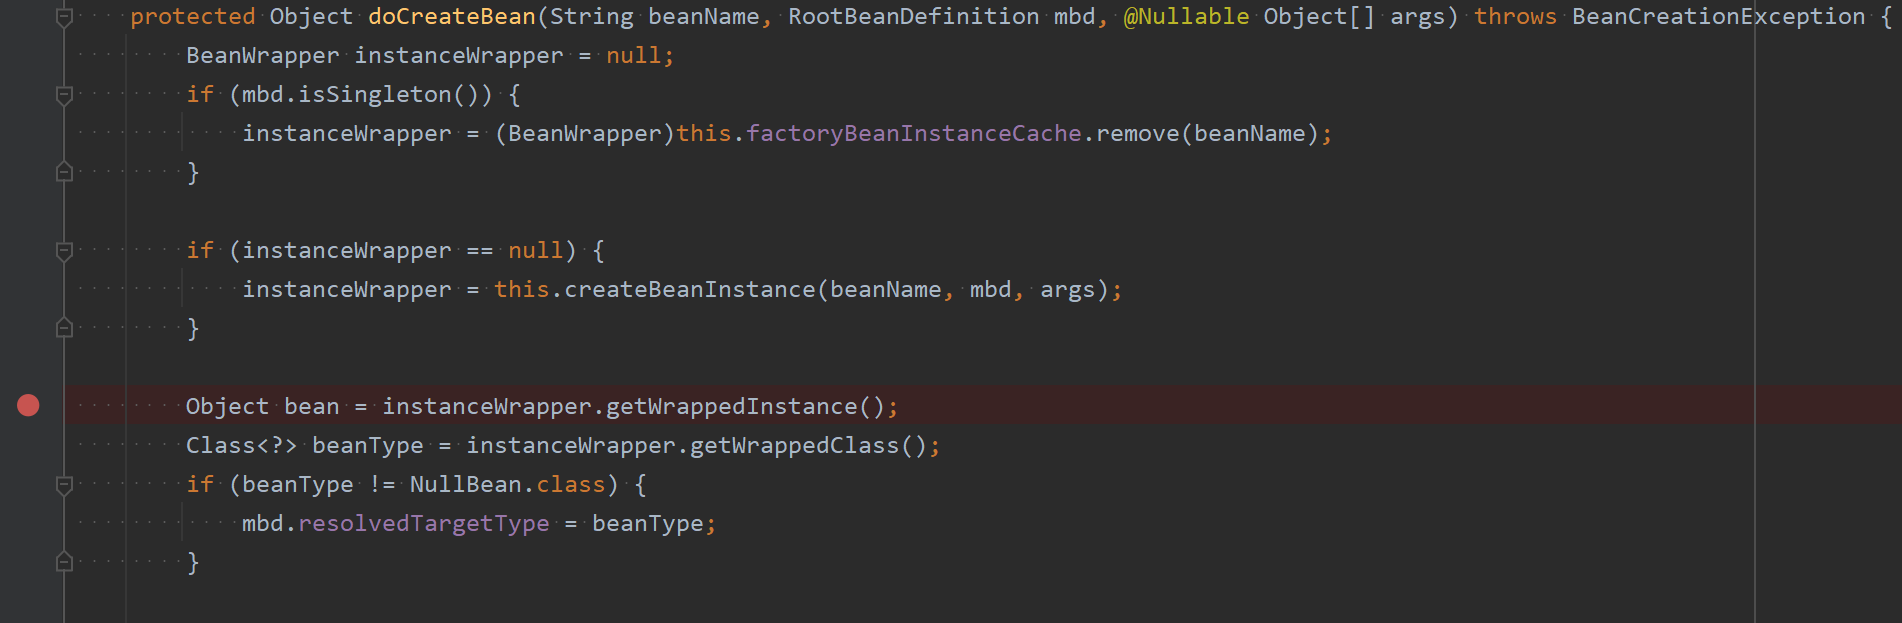 protected Object doCreateBean(String beanName, RootBeanDefinition mbd, @Nullable Object[] args) throws BeanCreationException {
BeanWrapper instanceWrapper = null;
if (mbd.isSingleton()) {
instanceWrapper = (BeanWrapper)this.factoryBeanInstanceCache.remove(beanName);
}
if (instanceWrapper == null) {
instanceWrapper = this.createBeanInstance(beanName, mbd, args);
}
Object bean = instanceWrapper.getWrappedInstance();
Class<?> beanType = instanceWrapper.getWrappedClass();
if (beanType != NullBean.class) {
mbd.resolvedTargetType = beanType;
}